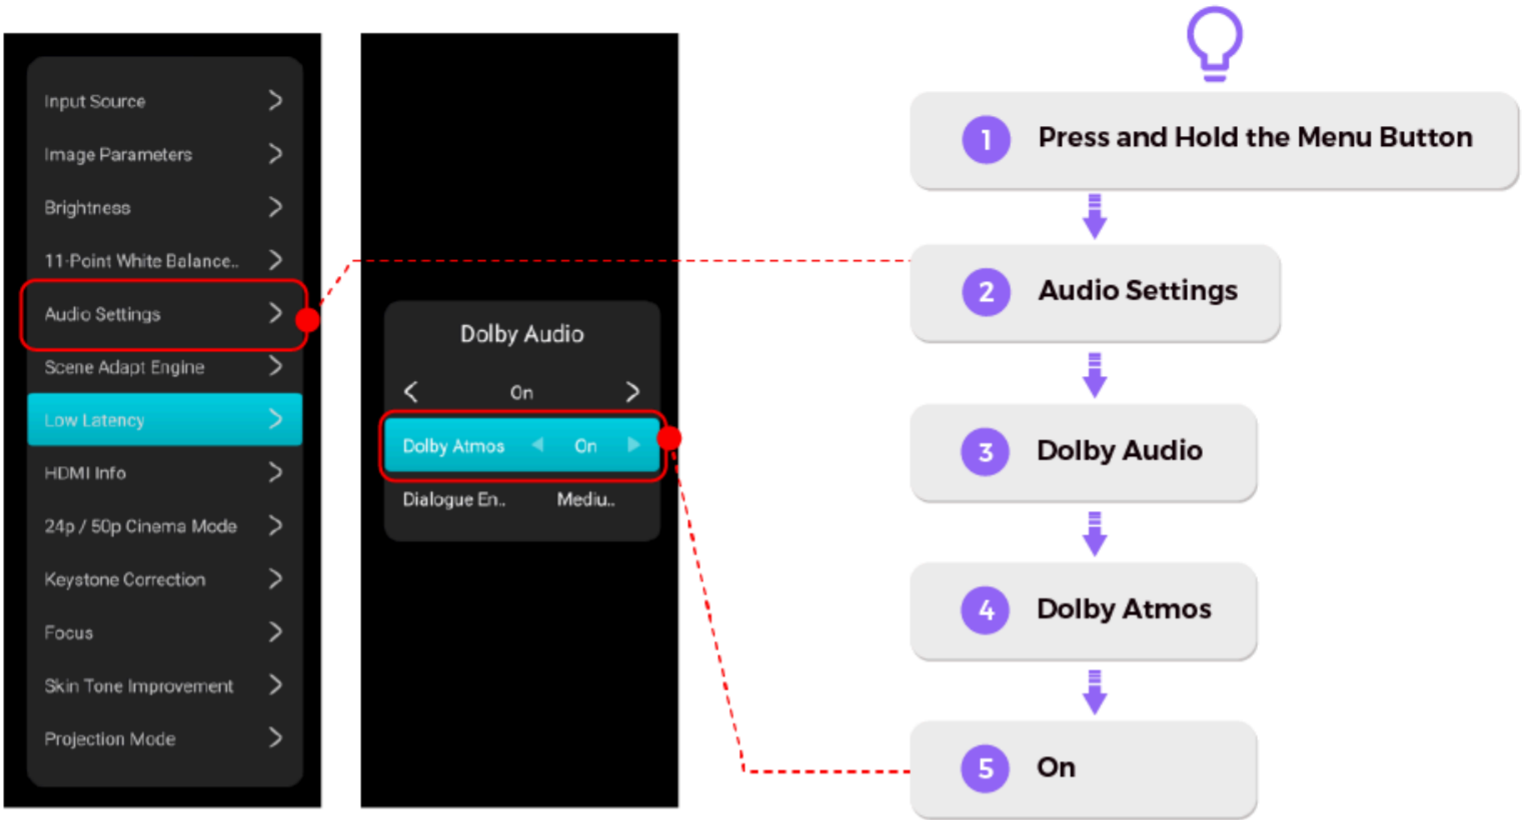 Input Source
Image Parameters
Brightness
11-Point White Balance..
Audio Settings
Scene Adapt Engine
Low Latency
HDMI Info
24p / 50p Cinema Mode
Keystone Correction
Focus
Skin Tone Improvement
Projection Mode
Dolby Audio
On
Dolby Atmos On
Dialogue En.. Mediu..
1 Press and Hold the Menu Button
2 Audio Settings
3 Dolby Audio
4 Dolby Atmos
5 On